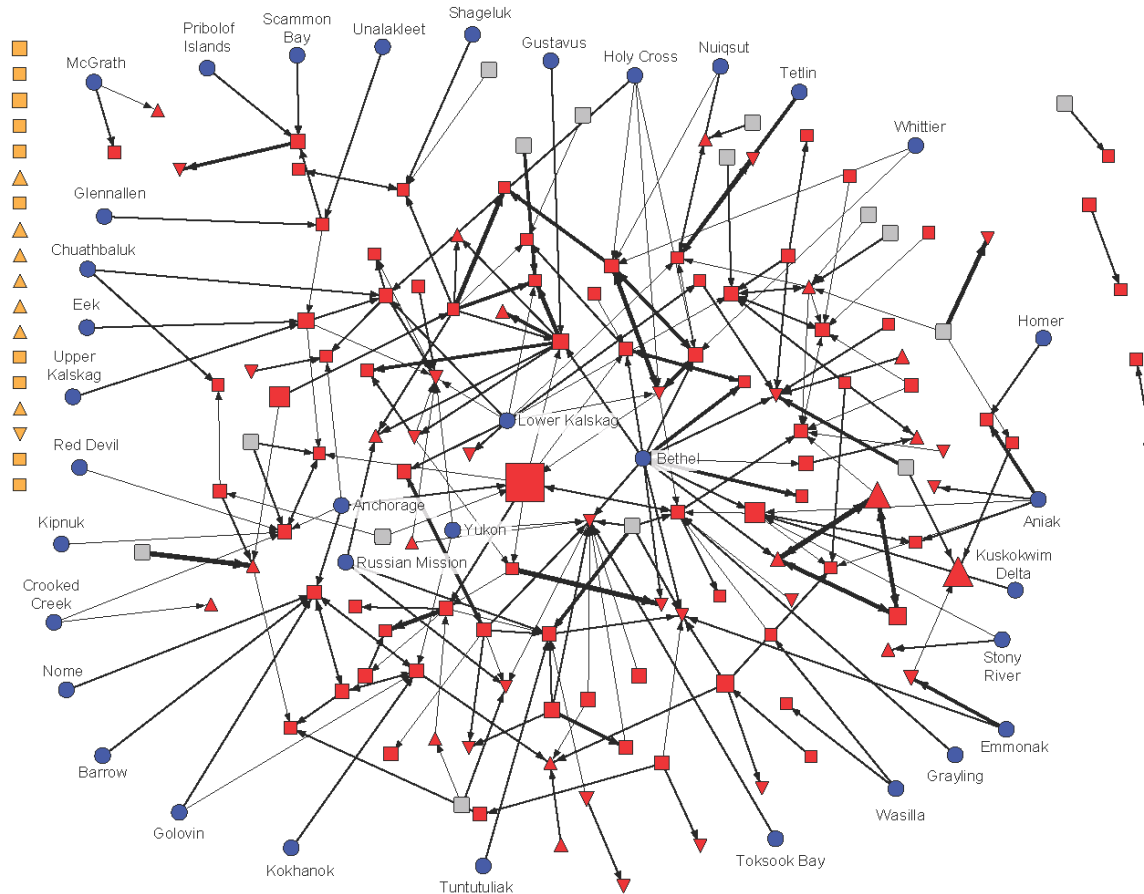 Shageluk
Scammon
Bay
Pribolof
Islands
Unalakleet
Gustavus
Holy Cross
Nuiqsut
McGrath
Tetlin
Whittier
Glennallen
Chuathbaluk
Eek
Homer
Upper
Kalskag
Lower Kalskag
Red Devil
Bethel
Anchorage
Aniak
Kipnuk
Yukon
Kuskokwim
Delta
Russian Mission
Crooked
Creek
Stony
River
Nome
Emmonak
Barrow
Grayling
Wasilla
Golovin
Kokhanok
Toksook Bay
Tuntutuliak